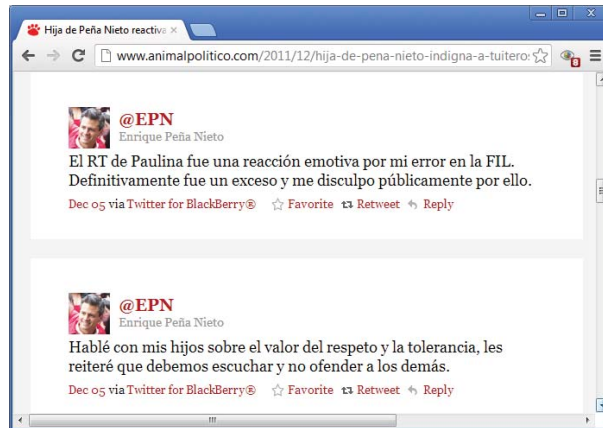 Hija de Peña Nieto reactiva
www.animalpolitico.com/2011/12/hija-de-pena-nieto-indigna-a-tuiteros
@EPN
Enrique Peña Nieto
El RT de Paulina fue una reacción emotiva por mi error en la FIL.
Definitivamente fue un exceso y me disculpo públicamente por ello.
Dec 05 via Twitter for BlackBerry® Favorite Retweet Reply
@EPN
Enrique Peña Nieto
Hablé con mis hijos sobre el valor del respeto y la tolerancia, les
reiteré que debemos escuchar y no ofender a los demás.
Dec 05 via Twitter for BlackBerry® Favorite Retweet Reply